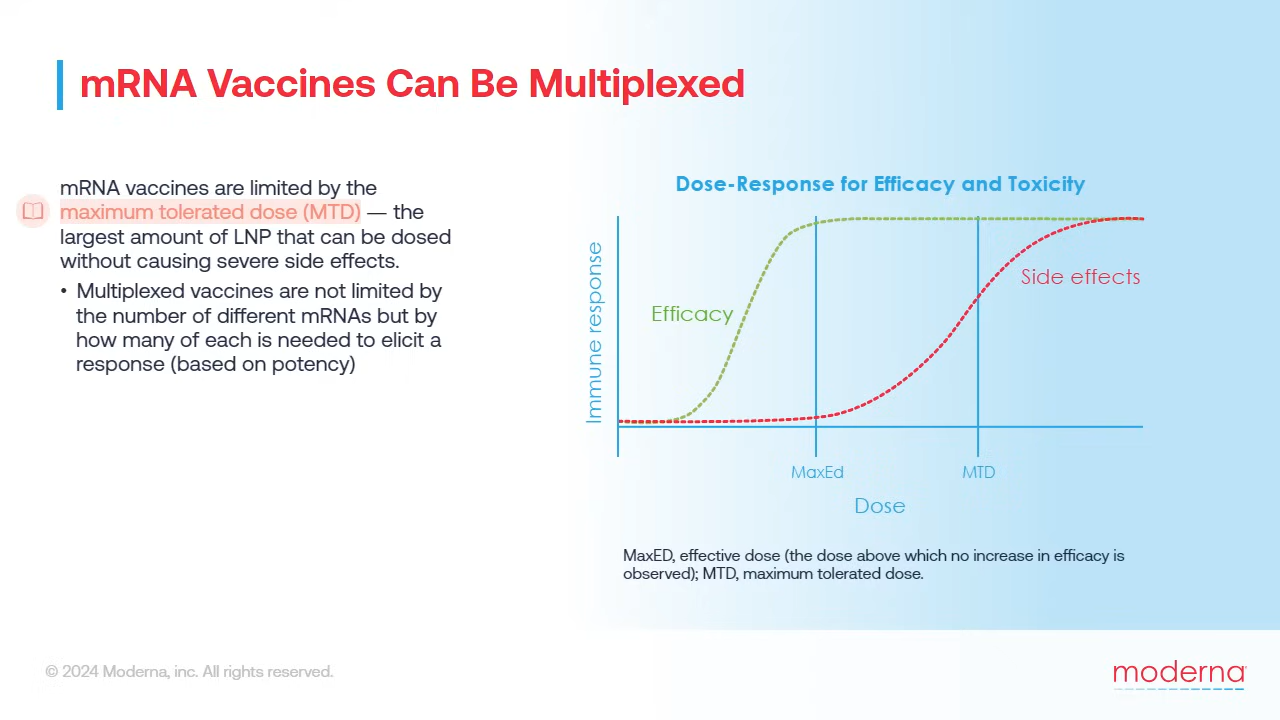 mRNA Vaccines Can Be Multiplexed
mRNA vaccines are limited by the
maximum tolerated dose (MTD) — the
largest amount of LNP that can be dosed
without causing severe side effects.
• Multiplexed vaccines are not limited by
the number of different mRNAs but by
how many of each is needed to elicit a
response (based on potency)
Dose-Response for Efficacy and Toxicity
Immune response
Efficacy
Side effects
MaxEd
MTD
Dose
MaxED, effective dose (the dose above which no increase in efficacy is
observed); MTD, maximum tolerated dose.
© 2024 Moderna, inc. All rights reserved.
moderna